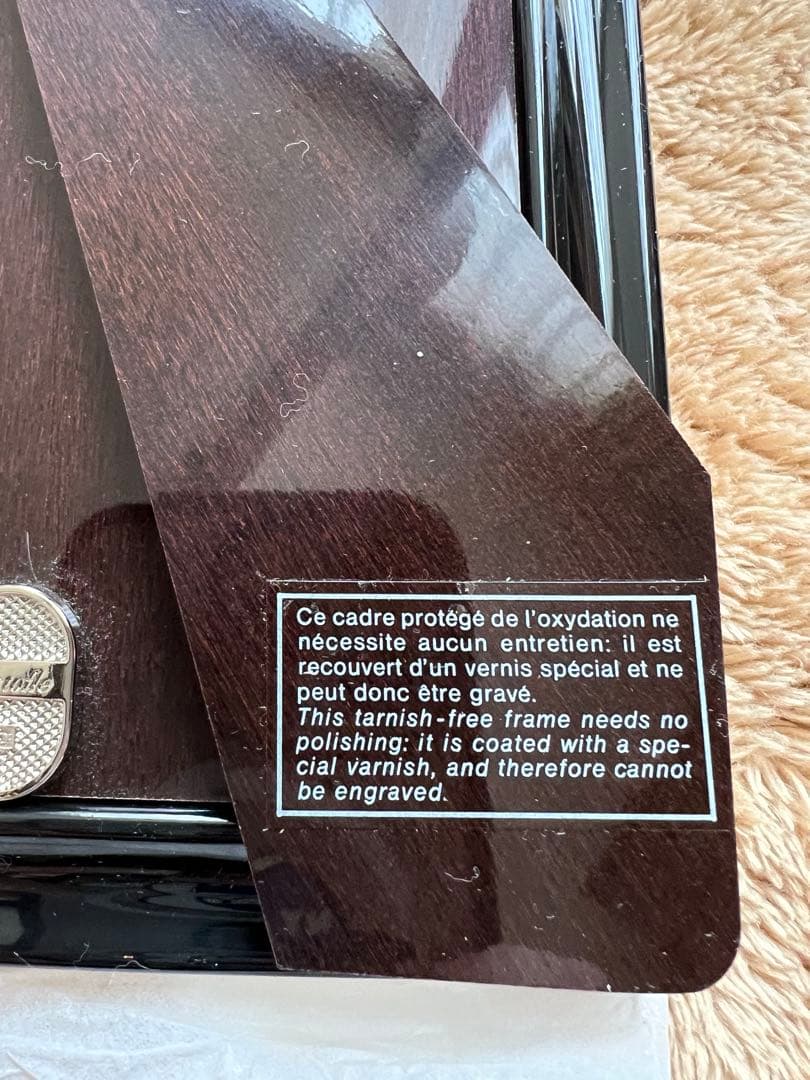 Ce cadre protégé de l'oxydation ne
nécessite aucun entretien: il est
recouvert d'un vernis spécial et ne
peut donc être gravé.
This tarnish-free frame needs no
polishing: it is coated with a spe-
cial varnish, and therefore cannot
be engraved.